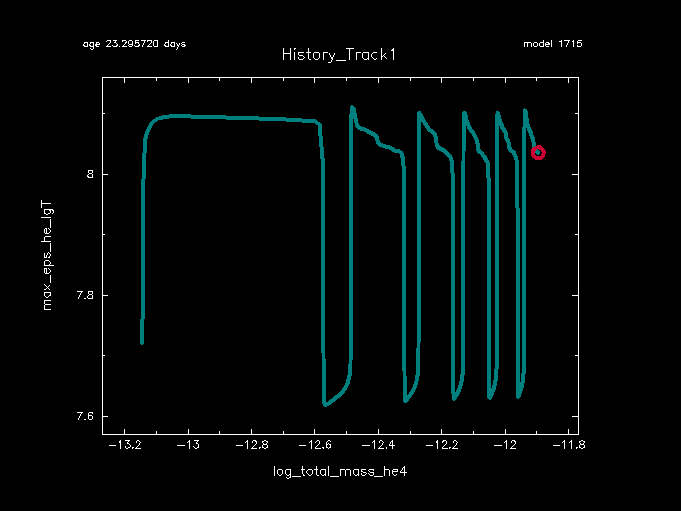 age 23.295720 days
model 1715
History_Track1
max_eps_he_lgT
8
7.8
7.6
−13.2
−13
−12.8
−12.6
−12.4
−12.2
−12
−11.8
log_total_mass_he4